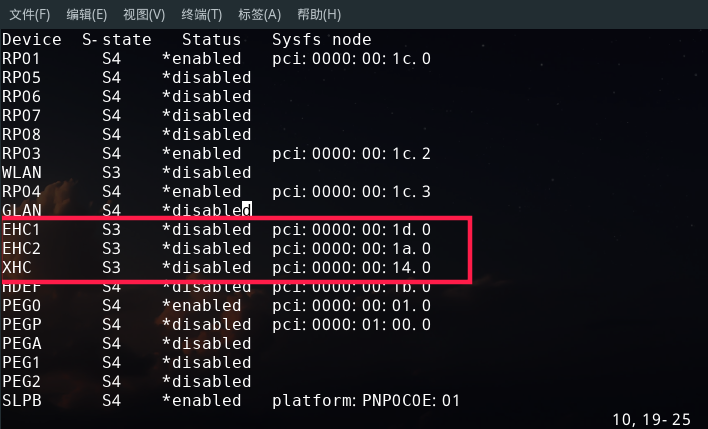 文件(F) 编辑(E) 视图(V) 终端(T) 标签(A) 帮助(H)
Device S-state Status Sysfs node
RP01 S4 *enabled pci:0000:00:1c.0
RP05 S4 *disabled
RP06 S4 *disabled
RP07 S4 *disabled
RP08 S4 *disabled
RP03 S4 *enabled pci:0000:00:1c.2
WLAN S3 *disabled
RP04 S4 *enabled pci:0000:00:1c.3
GLAN S4 *disabled
EHC1 S3 *disabled pci:0000:00:1d.0
EHC2 S3 *disabled pci:0000:00:1a.0
XHC S3 *disabled pci:0000:00:14.0
HDEF S4 *disabled pci:0000:00:1b.0
PEG0 S4 *enabled pci:0000:00:01.0
PEGP S4 *disabled pci:0000:01:00.0
PEGA S4 *disabled
PEG1 S4 *disabled
PEG2 S4 *disabled
SLPB S4 *enabled platform:PNP0C0E:01
10,19-25